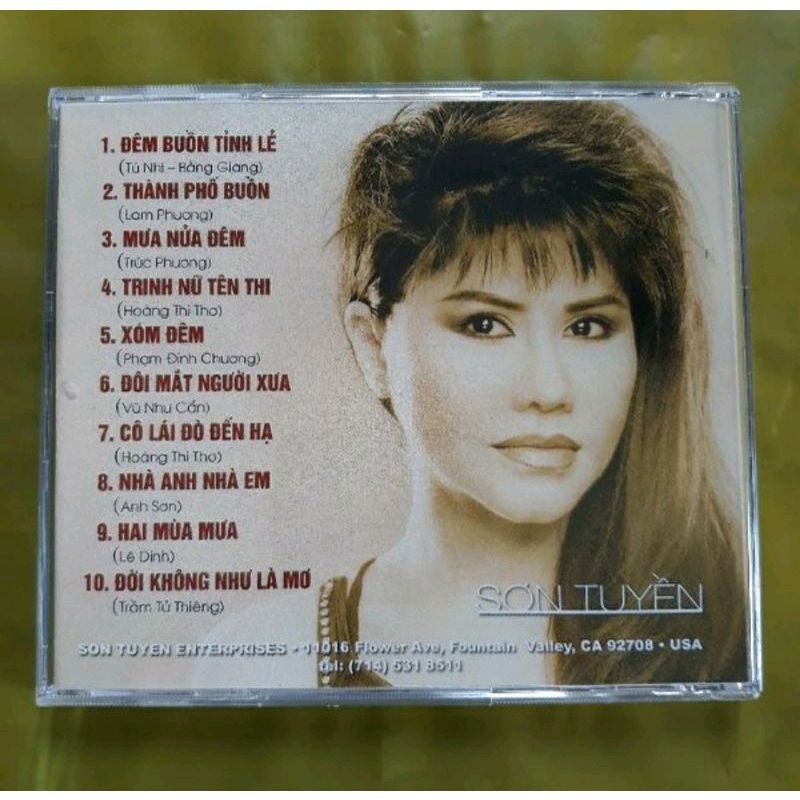 1. ĐÊM BUỒN TỈNH LẺ
(Tú Nhi – Bằng Giang)
2. THÀNH PHỐ BUỒN
(Lam Phương)
3. MƯA NỬA ĐÊM
(Trúc Phương)
4. TRINH NỮ TÊN THI
(Hoàng Thi Thơ)
5. XÓM ĐÊM
(Phạm Đình Chương)
6. ĐÔI MẮT NGƯỜI XƯA
(Vũ Như Cẩn)
7. CÔ LÁI ĐÒ BẾN HẠ
(Hoàng Thi Thơ)
8. NHÀ ANH NHÀ EM
(Anh Sơn)
9. HAI MÙA MƯA
(Lê Dinh)
10. ĐỜI KHÔNG NHƯ LÀ MƠ
(Trầm Tử Thiêng)
SƠN TUYỀN
SON TUYEN ENTERPRISES • 11016 Flower Ave, Fountain Valley, CA 92708 • USA
tel: (714) 531 8511